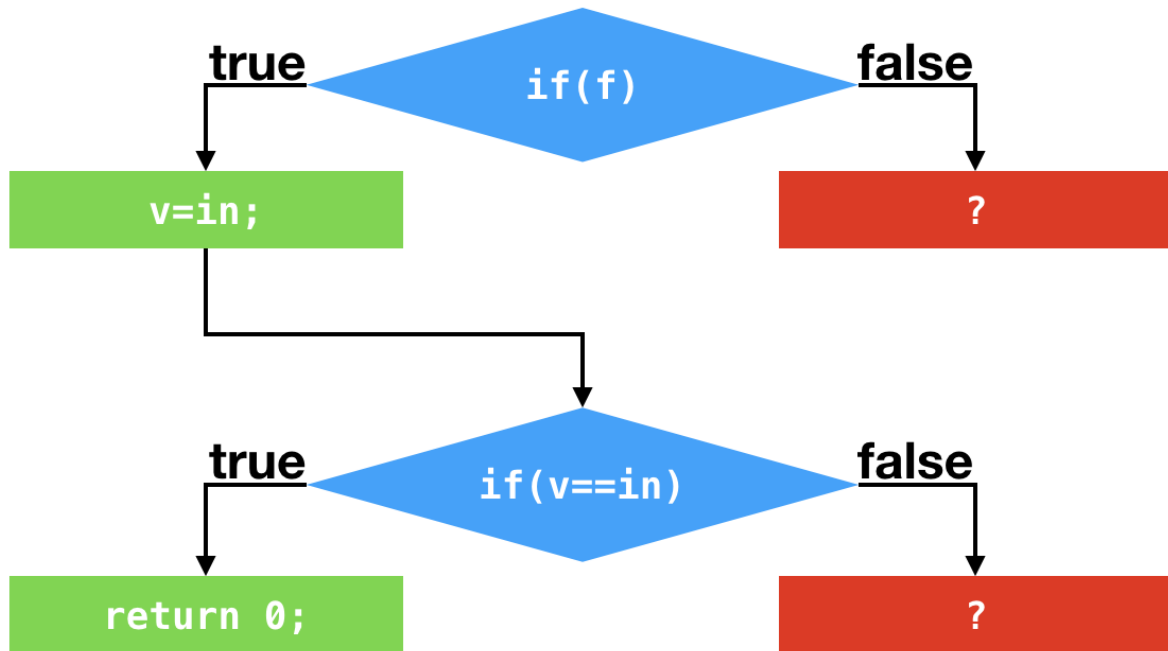 true
if(f)
false
v=in;
?
true
if(v==in)
false
return 0;
?